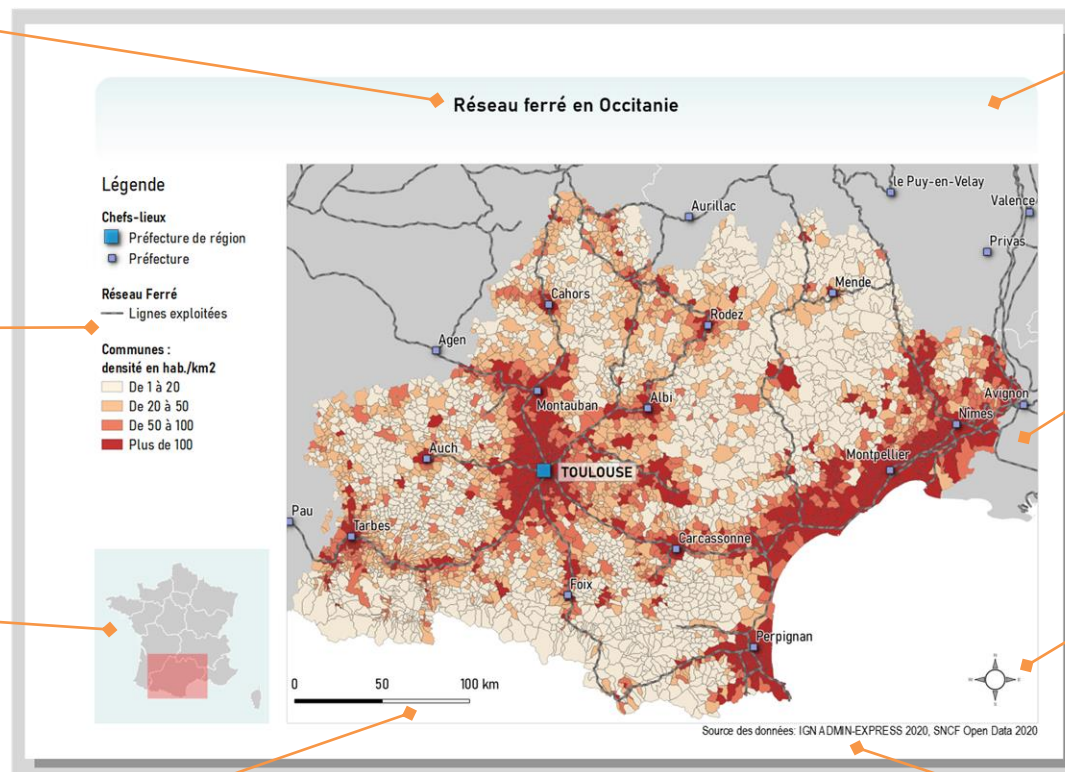 Réseau ferré en Occitanie
Légende
Chefs-lieux
Préfecture de région
Préfecture
Réseau Ferré
Lignes exploitées
Communes :
densité en hab./km2
De 1 à 20
De 20 à 50
De 50 à 100
Plus de 100
le Puy-en-Velay
Aurillac
Valence
Privas
Mende
Cahors
Rodez
Agen
Avignon
Montauban
Albi
Nîmes
Auch
Montpellier
TOULOUSE
Pau
Tarbes
Carcassonne
Foix
Perpignan
0 50 100 km
Source des données: IGN ADMIN-EXPRESS 2020, SNCF Open Data 2020